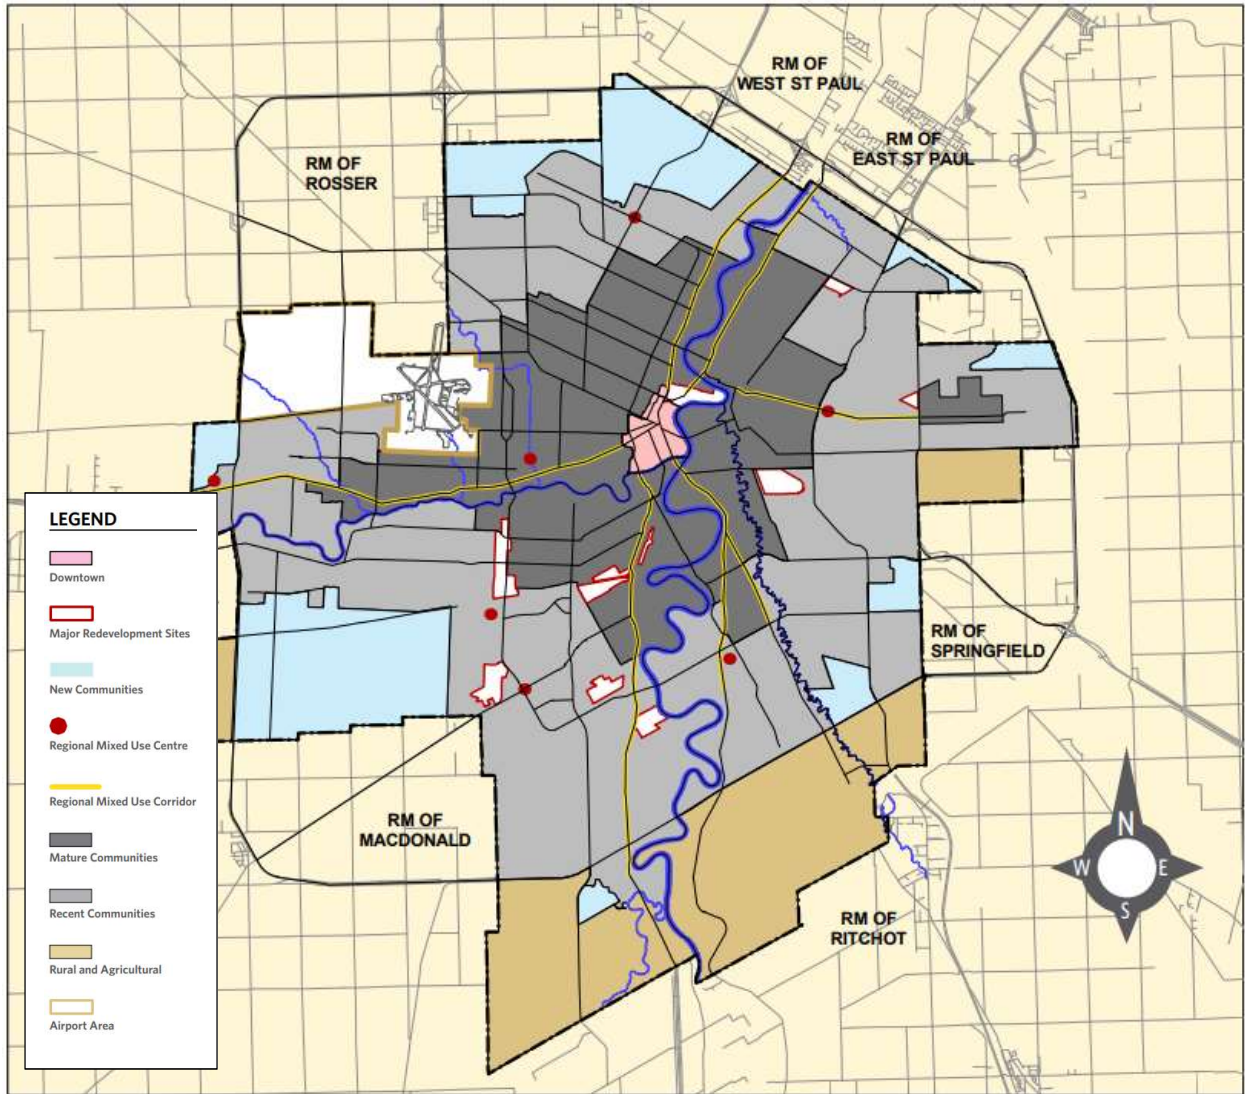 RM OF
WEST ST PAUL
RM OF
EAST ST PAUL
RM OF
ROSSER
LEGEND
Downtown
Major Redevelopment Sites
New Communities
Regional Mixed Use Centre
Regional Mixed Use Corridor
Mature Communities
Recent Communities
Rural and Agricultural
Airport Area
RM OF
SPRINGFIELD
RM OF
MACDONALD
RM OF
RITCHOT
N
W
E
S